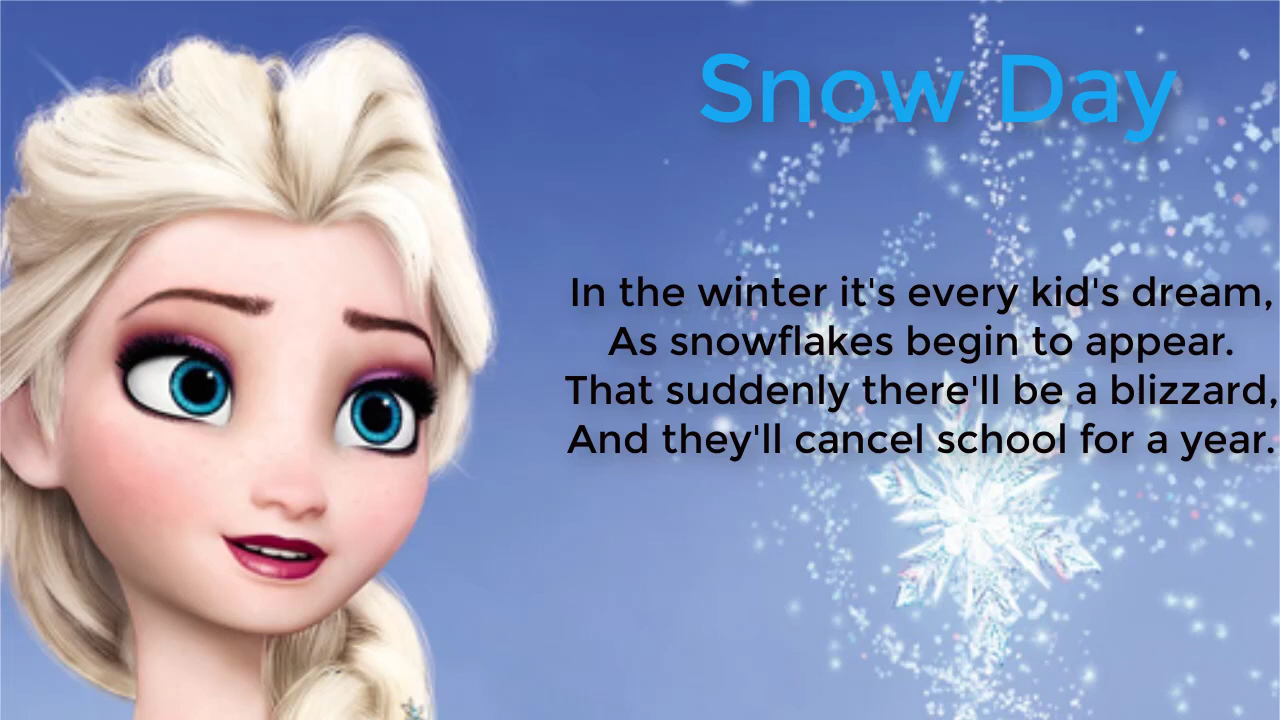 Snow Day
In the winter it's every kid's dream,
As snowflakes begin to appear.
That suddenly there'll be a blizzard,
And they'll cancel school for a year.